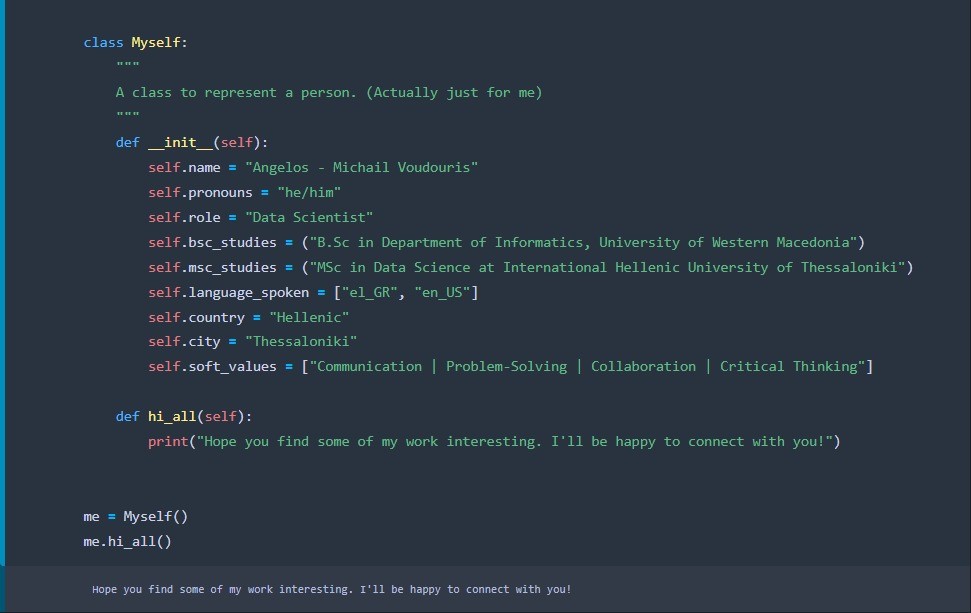 class Myself:
    """
    A class to represent a person. (Actually just for me)
    """
    def __init__(self):
        self.name = "Angelos - Michail Voudouris"
        self.pronouns = "he/him"
        self.role = "Data Scientist"
        self.bsc_studies = ("B.Sc in Department of Informatics, University of Western Macedonia")
        self.msc_studies = ("MSc in Data Science at International Hellenic University of Thessaloniki")
        self.language_spoken = ["el_GR", "en_US"]
        self.country = "Hellenic"
        self.city = "Thessaloniki"
        self.soft_values = ["Communication | Problem-Solving | Collaboration | Critical Thinking"]
    def hi_all(self):
        print("Hope you find some of my work interesting. I'll be happy to connect with you!")
me = Myself()
me.hi_all()
Hope you find some of my work interesting. I'll be happy to connect with you!